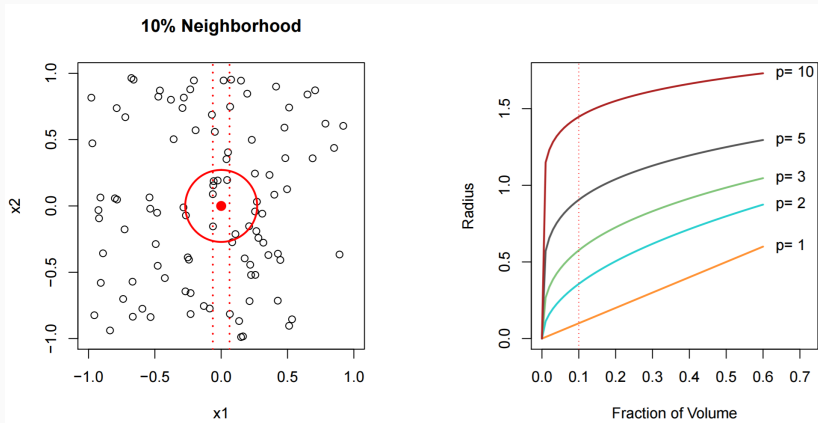 10% Neighborhood
1.0
0.5
0.0
−0.5
−1.0
x2
−1.0 −0.5 0.0 0.5 1.0
x1
1.5
1.0
0.5
0.0
Radius
p= 10
p= 5
p= 3
p= 2
p= 1
0.0 0.1 0.2 0.3 0.4 0.5 0.6 0.7
Fraction of Volume